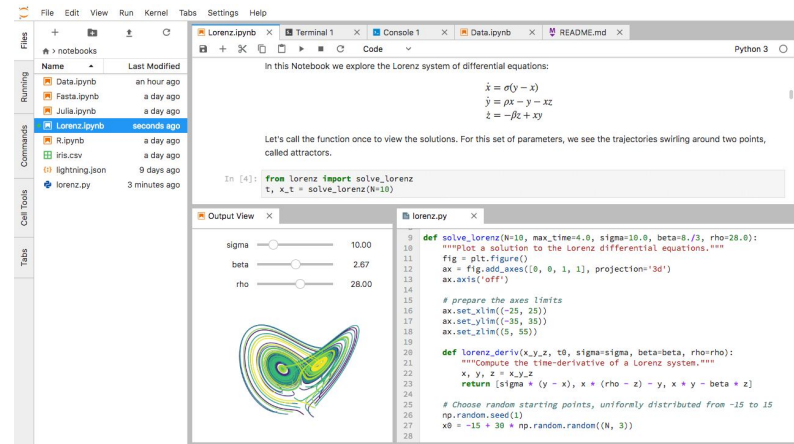 File Edit View Run Kernel Tabs Settings Help
Files
Running
Commands
Cell Tools
Tabs
> notebooks
Name Last Modified
Data.ipynb an hour ago
Fasta.ipynb a day ago
Julia.ipynb a day ago
Lorenz.ipynb seconds ago
R.ipynb a day ago
iris.csv a day ago
lightning.json 9 days ago
lorenz.py 3 minutes ago
Lorenz.ipynb × Terminal 1 × Console 1 × Data.ipynb × README.md ×
Code Python 3
In this Notebook we explore the Lorenz system of differential equations:
ẋ = σ(y − x)
ẏ = ρx − y − xz
ż = −βz + xy
Let's call the function once to view the solutions. For this set of parameters, we see the trajectories swirling around two points,
called attractors.
In [4]: from lorenz import solve_lorenz
t, x_t = solve_lorenz(N=10)
Output View ×
sigma 10.00
beta 2.67
rho 28.00
lorenz.py ×
9 def solve_lorenz(N=10, max_time=4.0, sigma=10.0, beta=8./3, rho=28.0):
10 """Plot a solution to the Lorenz differential equations."""
11 fig = plt.figure()
12 ax = fig.add_axes([0, 0, 1, 1], projection='3d')
13 ax.axis('off')
14
15 # prepare the axes limits
16 ax.set_xlim((-25, 25))
17 ax.set_ylim((-35, 35))
18 ax.set_zlim((5, 55))
19
20 def lorenz_deriv(x_y_z, t0, sigma=sigma, beta=beta, rho=rho):
21 """Compute the time-derivative of a Lorenz system."""
22 x, y, z = x_y_z
23 return [sigma * (y - x), x * (rho - z) - y, x * y - beta * z]
24
25 # Choose random starting points, uniformly distributed from -15 to 15
26 np.random.seed(1)
27 x0 = -15 + 30 * np.random.random((N, 3))
28